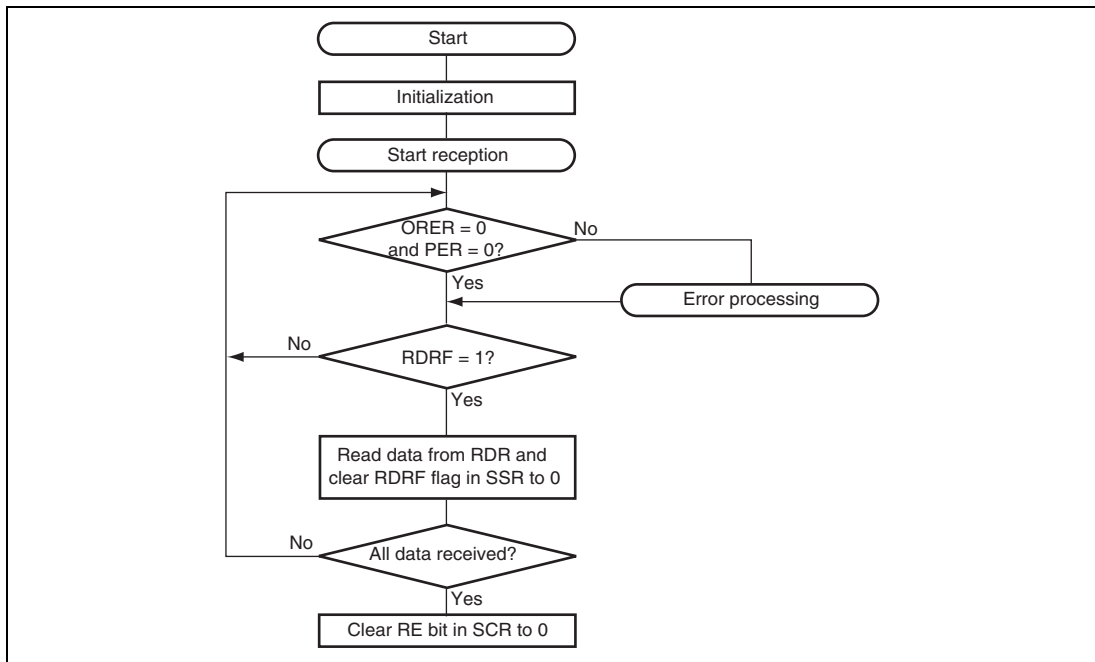 Start
Initialization
Start reception
ORER = 0
and PER = 0?
No
Yes
Error processing
No
RDRF = 1?
Yes
Read data from RDR and
clear RDRF flag in SSR to 0
No
All data received?
Yes
Clear RE bit in SCR to 0